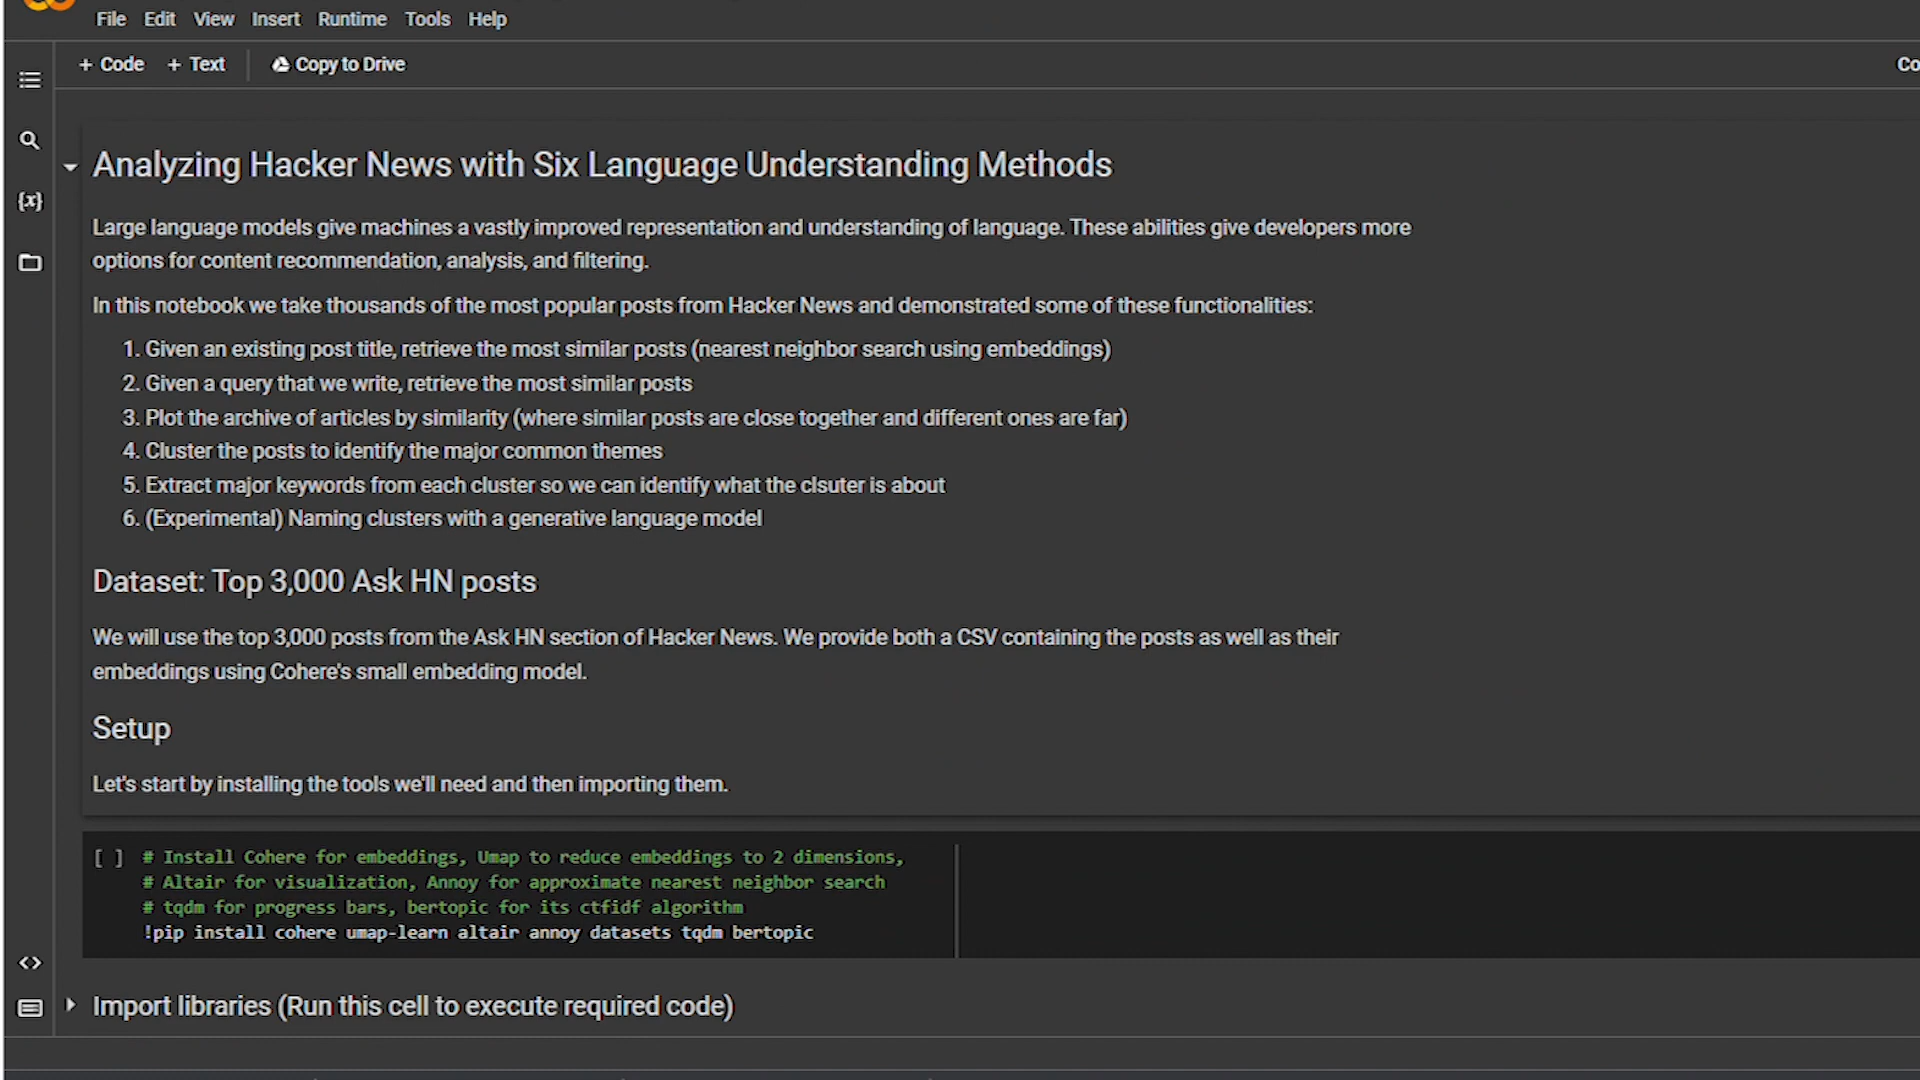 File Edit View Insert Runtime Tools Help
+ Code + Text Copy to Drive Co
{x}
Analyzing Hacker News with Six Language Understanding Methods
Large language models give machines a vastly improved representation and understanding of language. These abilities give developers more
options for content recommendation, analysis, and filtering.
In this notebook we take thousands of the most popular posts from Hacker News and demonstrated some of these functionalities:
1. Given an existing post title, retrieve the most similar posts (nearest neighbor search using embeddings)
2. Given a query that we write, retrieve the most similar posts
3. Plot the archive of articles by similarity (where similar posts are close together and different ones are far)
4. Cluster the posts to identify the major common themes
5. Extract major keywords from each cluster so we can identify what the clsuter is about
6. (Experimental) Naming clusters with a generative language model
Dataset: Top 3,000 Ask HN posts
We will use the top 3,000 posts from the Ask HN section of Hacker News. We provide both a CSV containing the posts as well as their
embeddings using Cohere's small embedding model.
Setup
Let's start by installing the tools we'll need and then importing them.
[ ] # Install Cohere for embeddings, Umap to reduce embeddings to 2 dimensions,
# Altair for visualization, Annoy for approximate nearest neighbor search
# tqdm for progress bars, bertopic for its ctfidf algorithm
!pip install cohere umap-learn altair annoy datasets tqdm bertopic
Import libraries (Run this cell to execute required code)